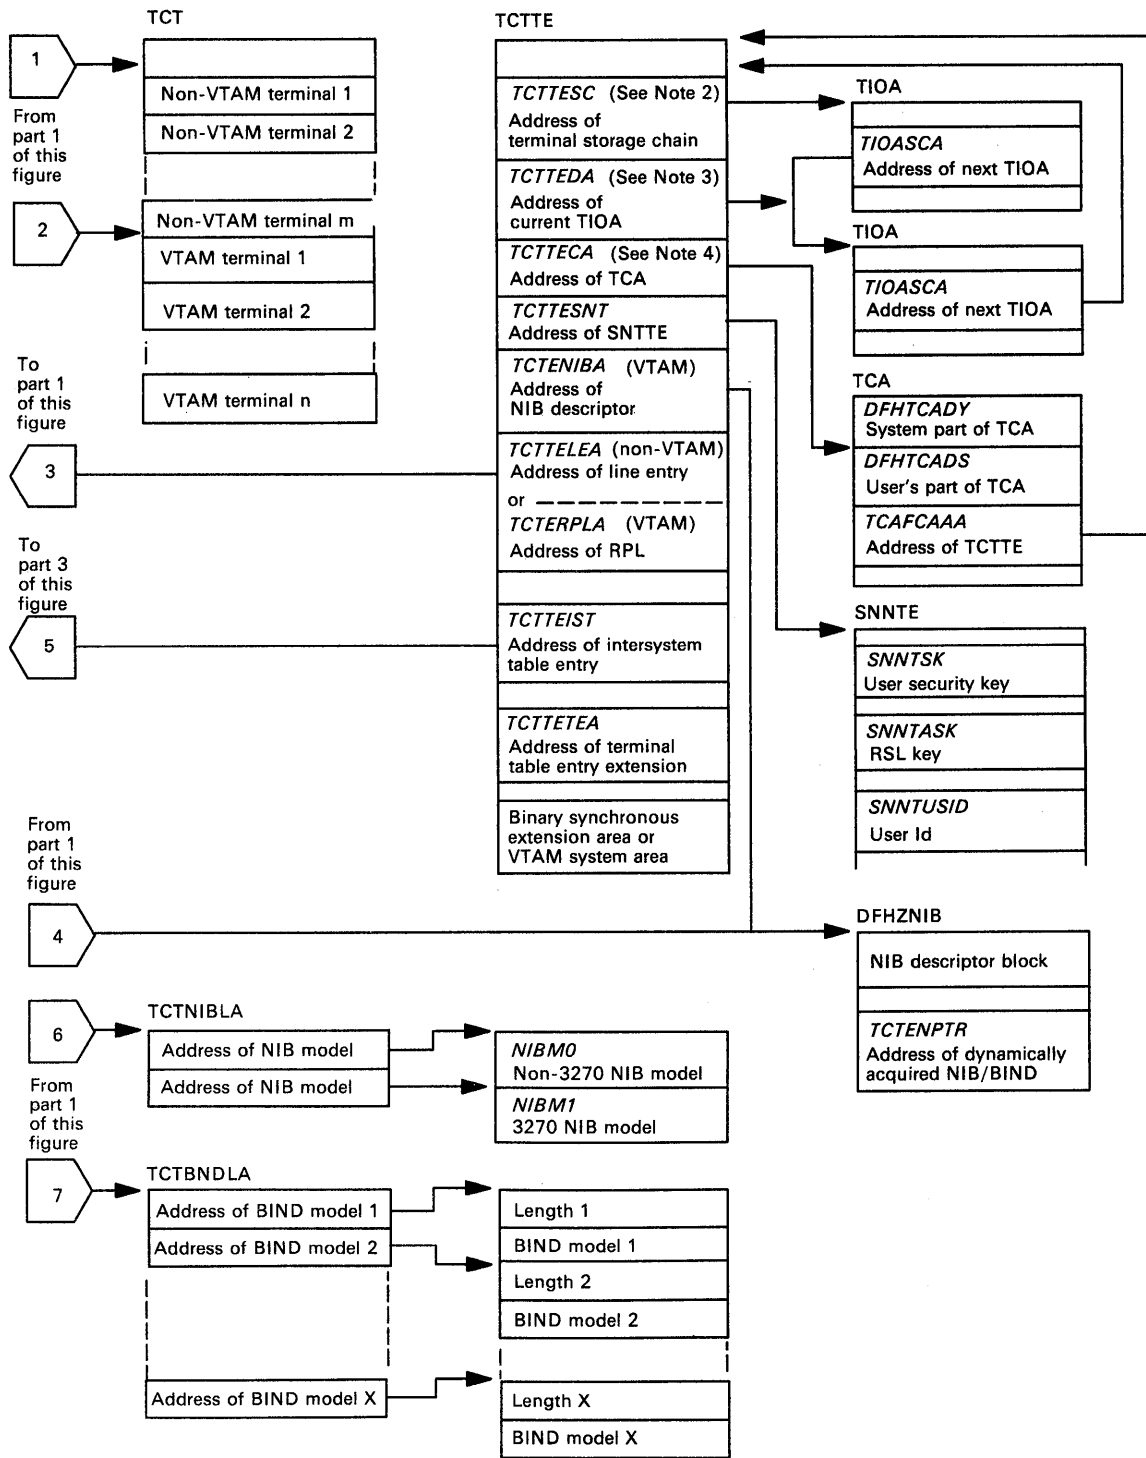 TCT
1
From
part 1
of this
figure
Non-VTAM terminal 1
Non-VTAM terminal 2
2
Non-VTAM terminal m
VTAM terminal 1
VTAM terminal 2
VTAM terminal n
To
part 1
of this
figure
3
To
part 3
of this
figure
5
TCTTE
TCTTESC (See Note 2)
Address of
terminal storage chain
TCTTEDA (See Note 3)
Address of
current TIOA
TCTTECA (See Note 4)
Address of TCA
TCTTESNT
Address of SNTTE
TCTENIBA (VTAM)
Address of
NIB descriptor
TCTTELEA (non-VTAM)
Address of line entry
or
TCTERPLA (VTAM)
Address of RPL
TCTTEIST
Address of intersystem
table entry
TCTTETEA
Address of terminal
table entry extension
Binary synchronous
extension area or
VTAM system area
TIOA
TIOASCA
Address of next TIOA
TIOA
TIOASCA
Address of next TIOA
TCA
DFHTCADY
System part of TCA
DFHTCADS
User's part of TCA
TCAFCAAA
Address of TCTTE
SNNTE
SNNTSK
User security key
SNNTASK
RSL key
SNNTUSID
User Id
From
part 1
of this
figure
4
DFHZNIB
NIB descriptor block
TCTENPTR
Address of dynamically
acquired NIB/BIND
6
TCTNIBLA
Address of NIB model
Address of NIB model
NIBM0
Non-3270 NIB model
NIBM1
3270 NIB model
From
part 1
of this
figure
7
TCTBNDLA
Address of BIND model 1
Address of BIND model 2
Address of BIND model X
Length 1
BIND model 1
Length 2
BIND model 2
Length X
BIND model X